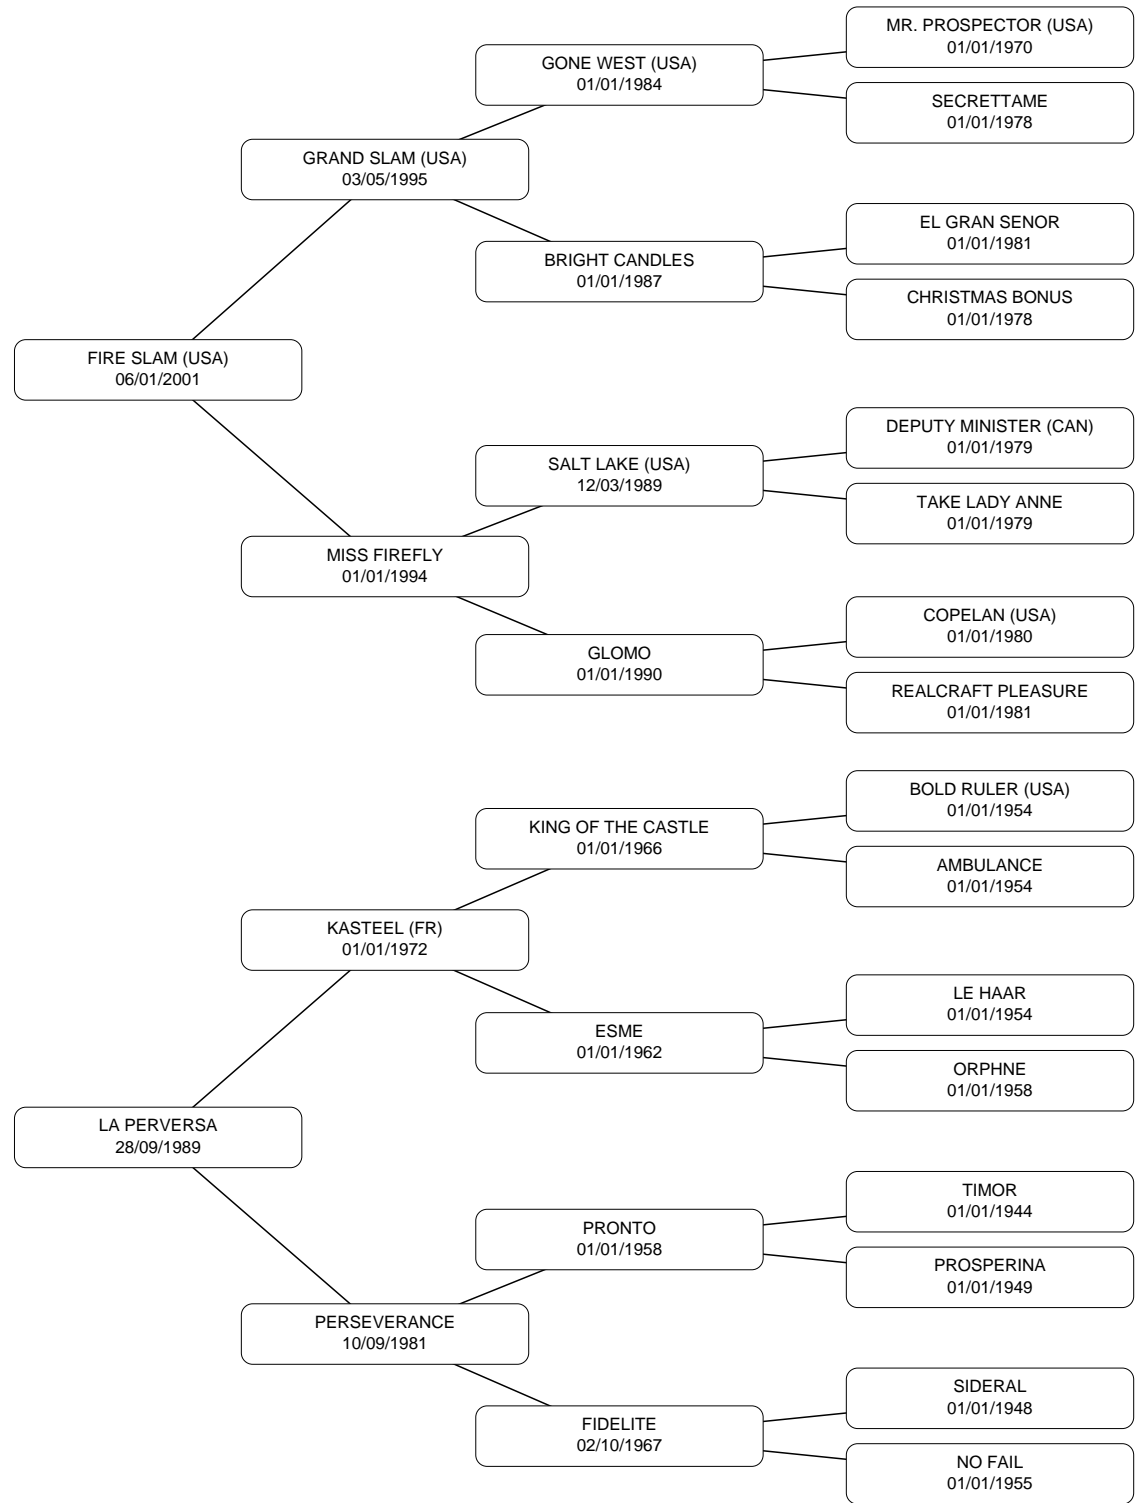 MR. PROSPECTOR (USA)
01/01/1970
GONE WEST (USA)
01/01/1984
SECRETTAME
01/01/1978
GRAND SLAM (USA)
03/05/1995
EL GRAN SENOR
01/01/1981
BRIGHT CANDLES
01/01/1987
CHRISTMAS BONUS
01/01/1978
FIRE SLAM (USA)
06/01/2001
DEPUTY MINISTER (CAN)
01/01/1979
SALT LAKE (USA)
12/03/1989
TAKE LADY ANNE
01/01/1979
MISS FIREFLY
01/01/1994
COPELAN (USA)
01/01/1980
GLOMO
01/01/1990
REALCRAFT PLEASURE
01/01/1981
BOLD RULER (USA)
01/01/1954
KING OF THE CASTLE
01/01/1966
AMBULANCE
01/01/1954
KASTEEL (FR)
01/01/1972
LE HAAR
01/01/1954
ESME
01/01/1962
ORPHNE
01/01/1958
LA PERVERSA
28/09/1989
TIMOR
01/01/1944
PRONTO
01/01/1958
PROSPERINA
01/01/1949
PERSEVERANCE
10/09/1981
SIDERAL
01/01/1948
FIDELITE
02/10/1967
NO FAIL
01/01/1955